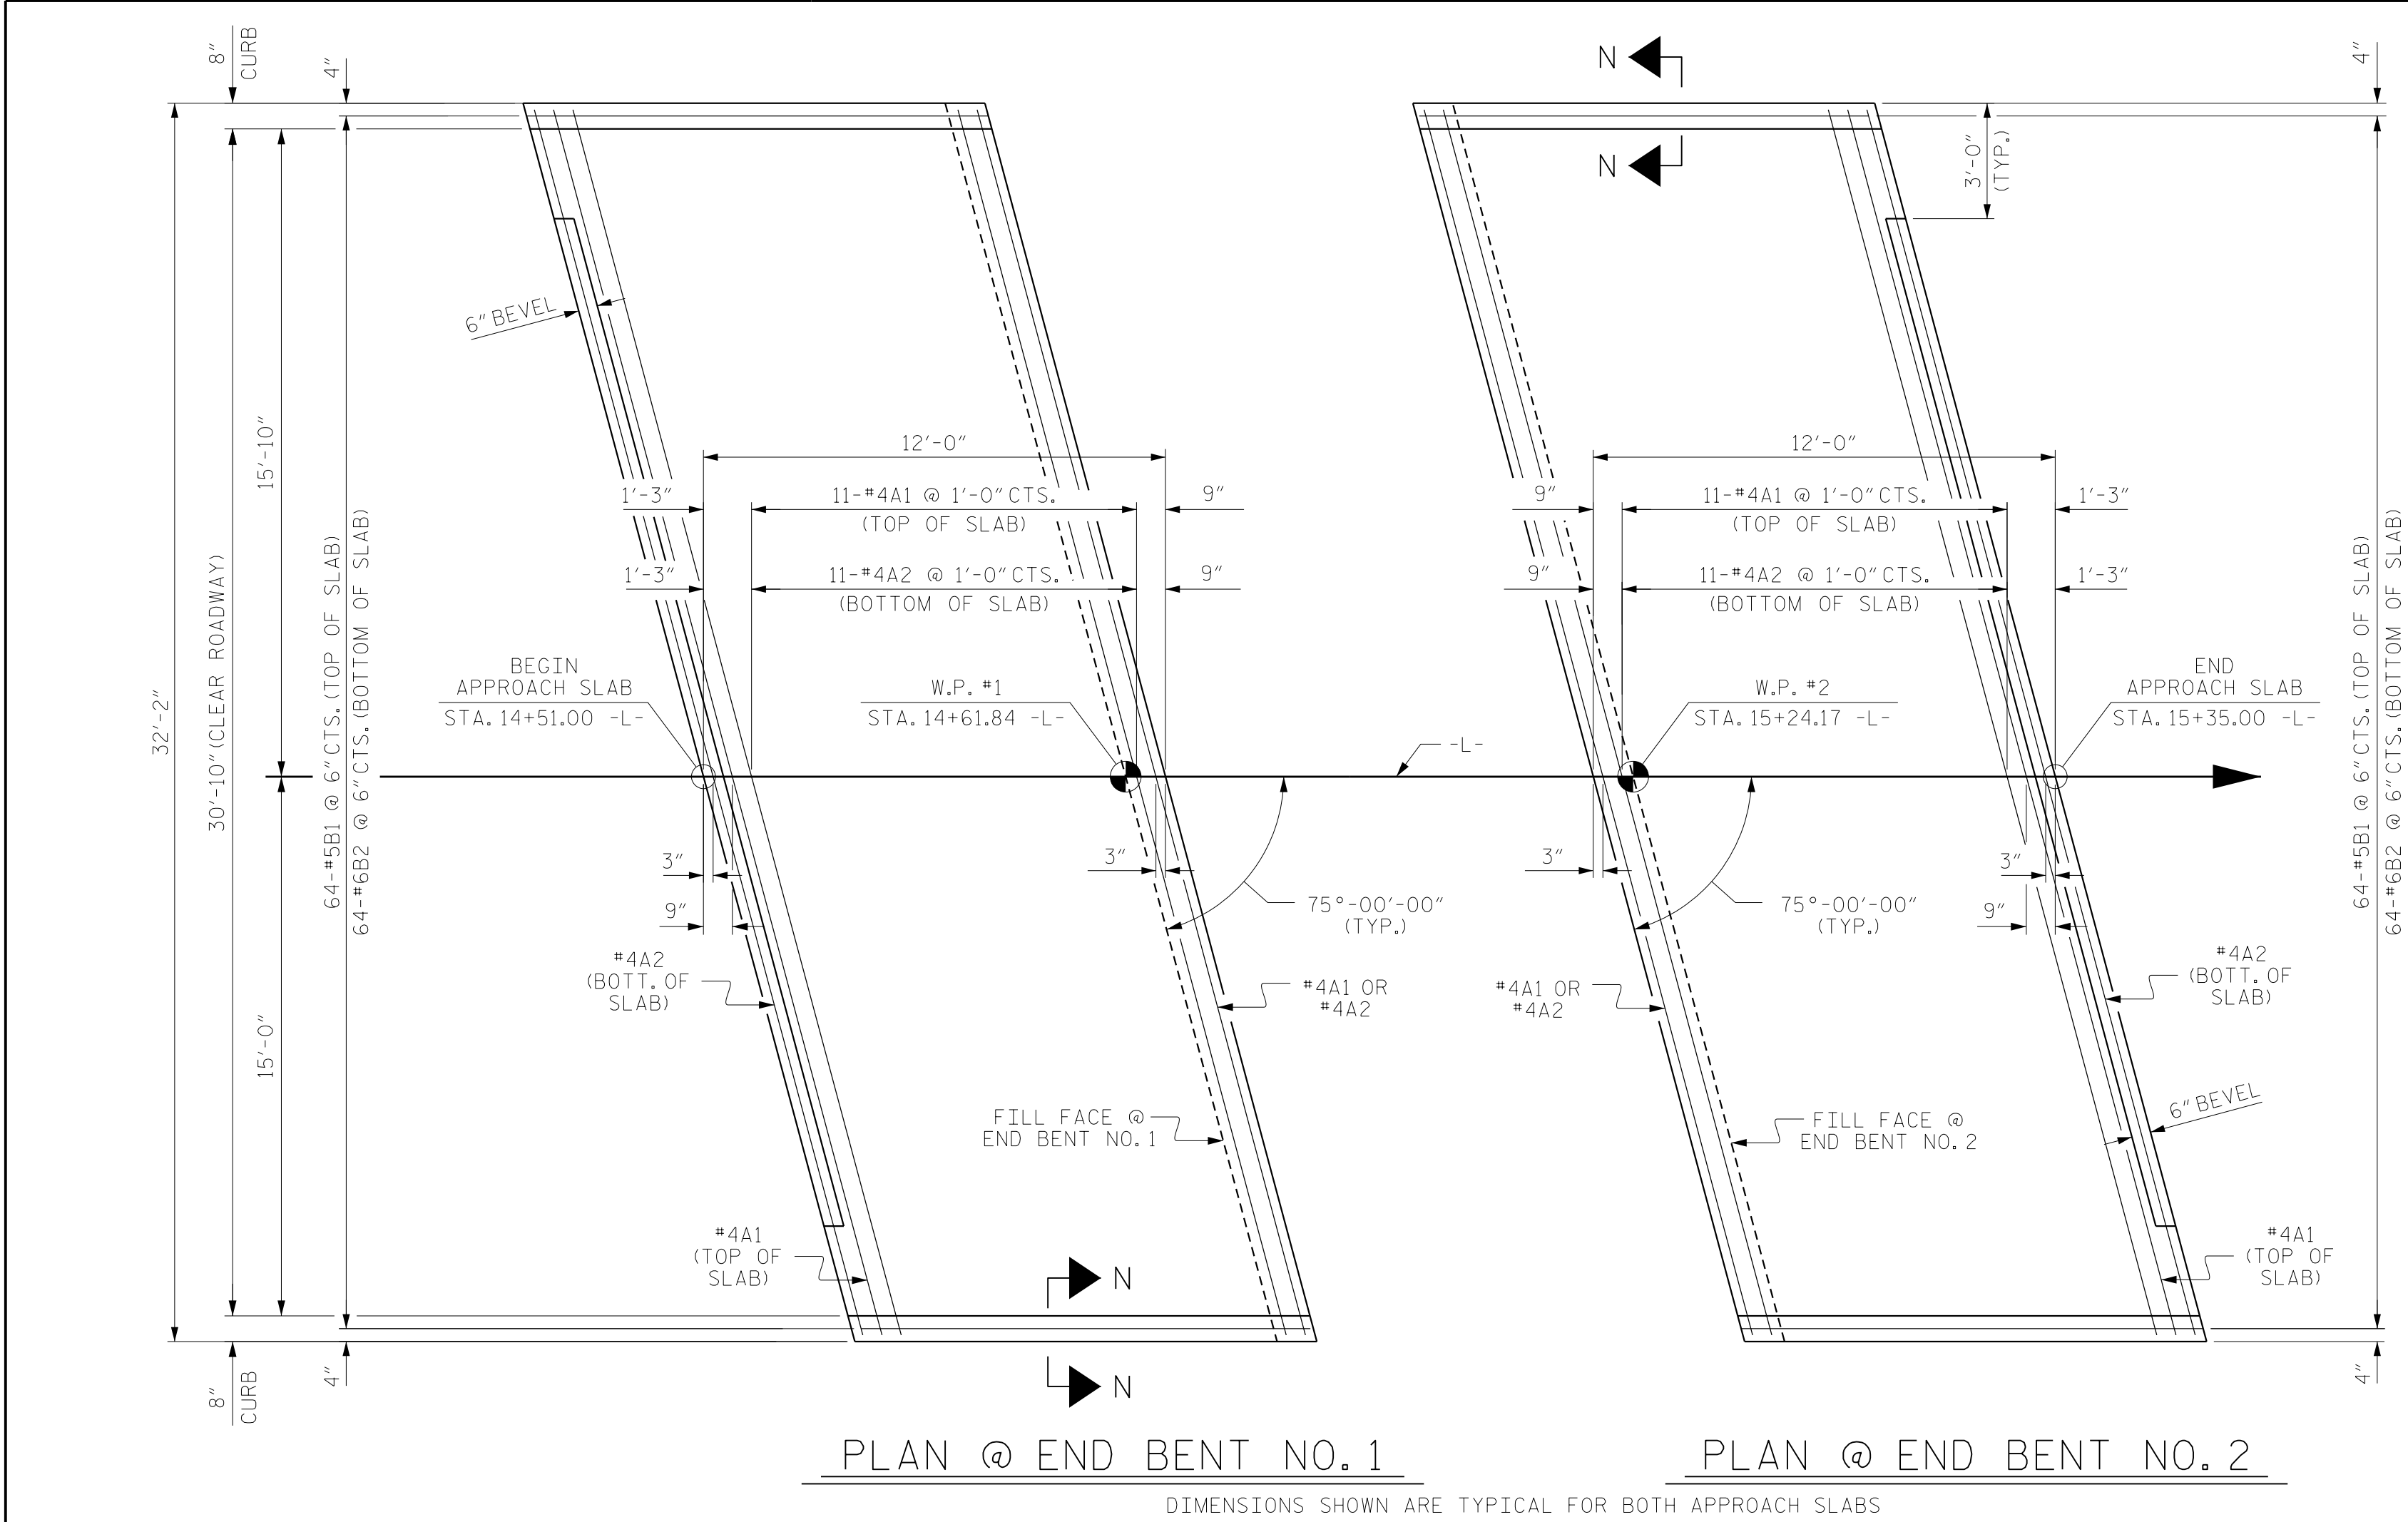 8"
CURB
4"
N
4"
N
3'-0"
(TYP.)
6" BEVEL
15'-10"
12'-0"
12'-0"
1'-3"
11-#4A1 @ 1'-0" CTS.
(TOP OF SLAB)
9"
9"
11-#4A1 @ 1'-0" CTS.
(TOP OF SLAB)
1'-3"
1'-3"
11-#4A2 @ 1'-0" CTS.
(BOTTOM OF SLAB)
9"
9"
11-#4A2 @ 1'-0" CTS.
(BOTTOM OF SLAB)
1'-3"
32'-2"
30'-10" (CLEAR ROADWAY)
64-#5B1 @ 6" CTS. (TOP OF SLAB)
64-#6B2 @ 6" CTS. (BOTTOM OF SLAB)
BEGIN
APPROACH SLAB
STA. 14+51.00 -L-
W.P. #1
STA. 14+61.84 -L-
-L-
W.P. #2
STA. 15+24.17 -L-
END
APPROACH SLAB
STA. 15+35.00 -L-
64-#5B1 @ 6" CTS. (TOP OF SLAB)
64-#6B2 @ 6" CTS. (BOTTOM OF SLAB)
3"
3"
3"
3"
9"
9"
75°-00'-00"
(TYP.)
75°-00'-00"
(TYP.)
15'-0"
#4A2
(BOTT. OF
SLAB)
#4A1 OR
#4A2
#4A1 OR
#4A2
#4A2
(BOTT. OF
SLAB)
FILL FACE @
END BENT NO. 1
FILL FACE @
END BENT NO. 2
6" BEVEL
#4A1
(TOP OF
SLAB)
#4A1
(TOP OF
SLAB)
N
N
8"
CURB
4"
4"
PLAN @ END BENT NO. 1
PLAN @ END BENT NO. 2
DIMENSIONS SHOWN ARE TYPICAL FOR BOTH APPROACH SLABS